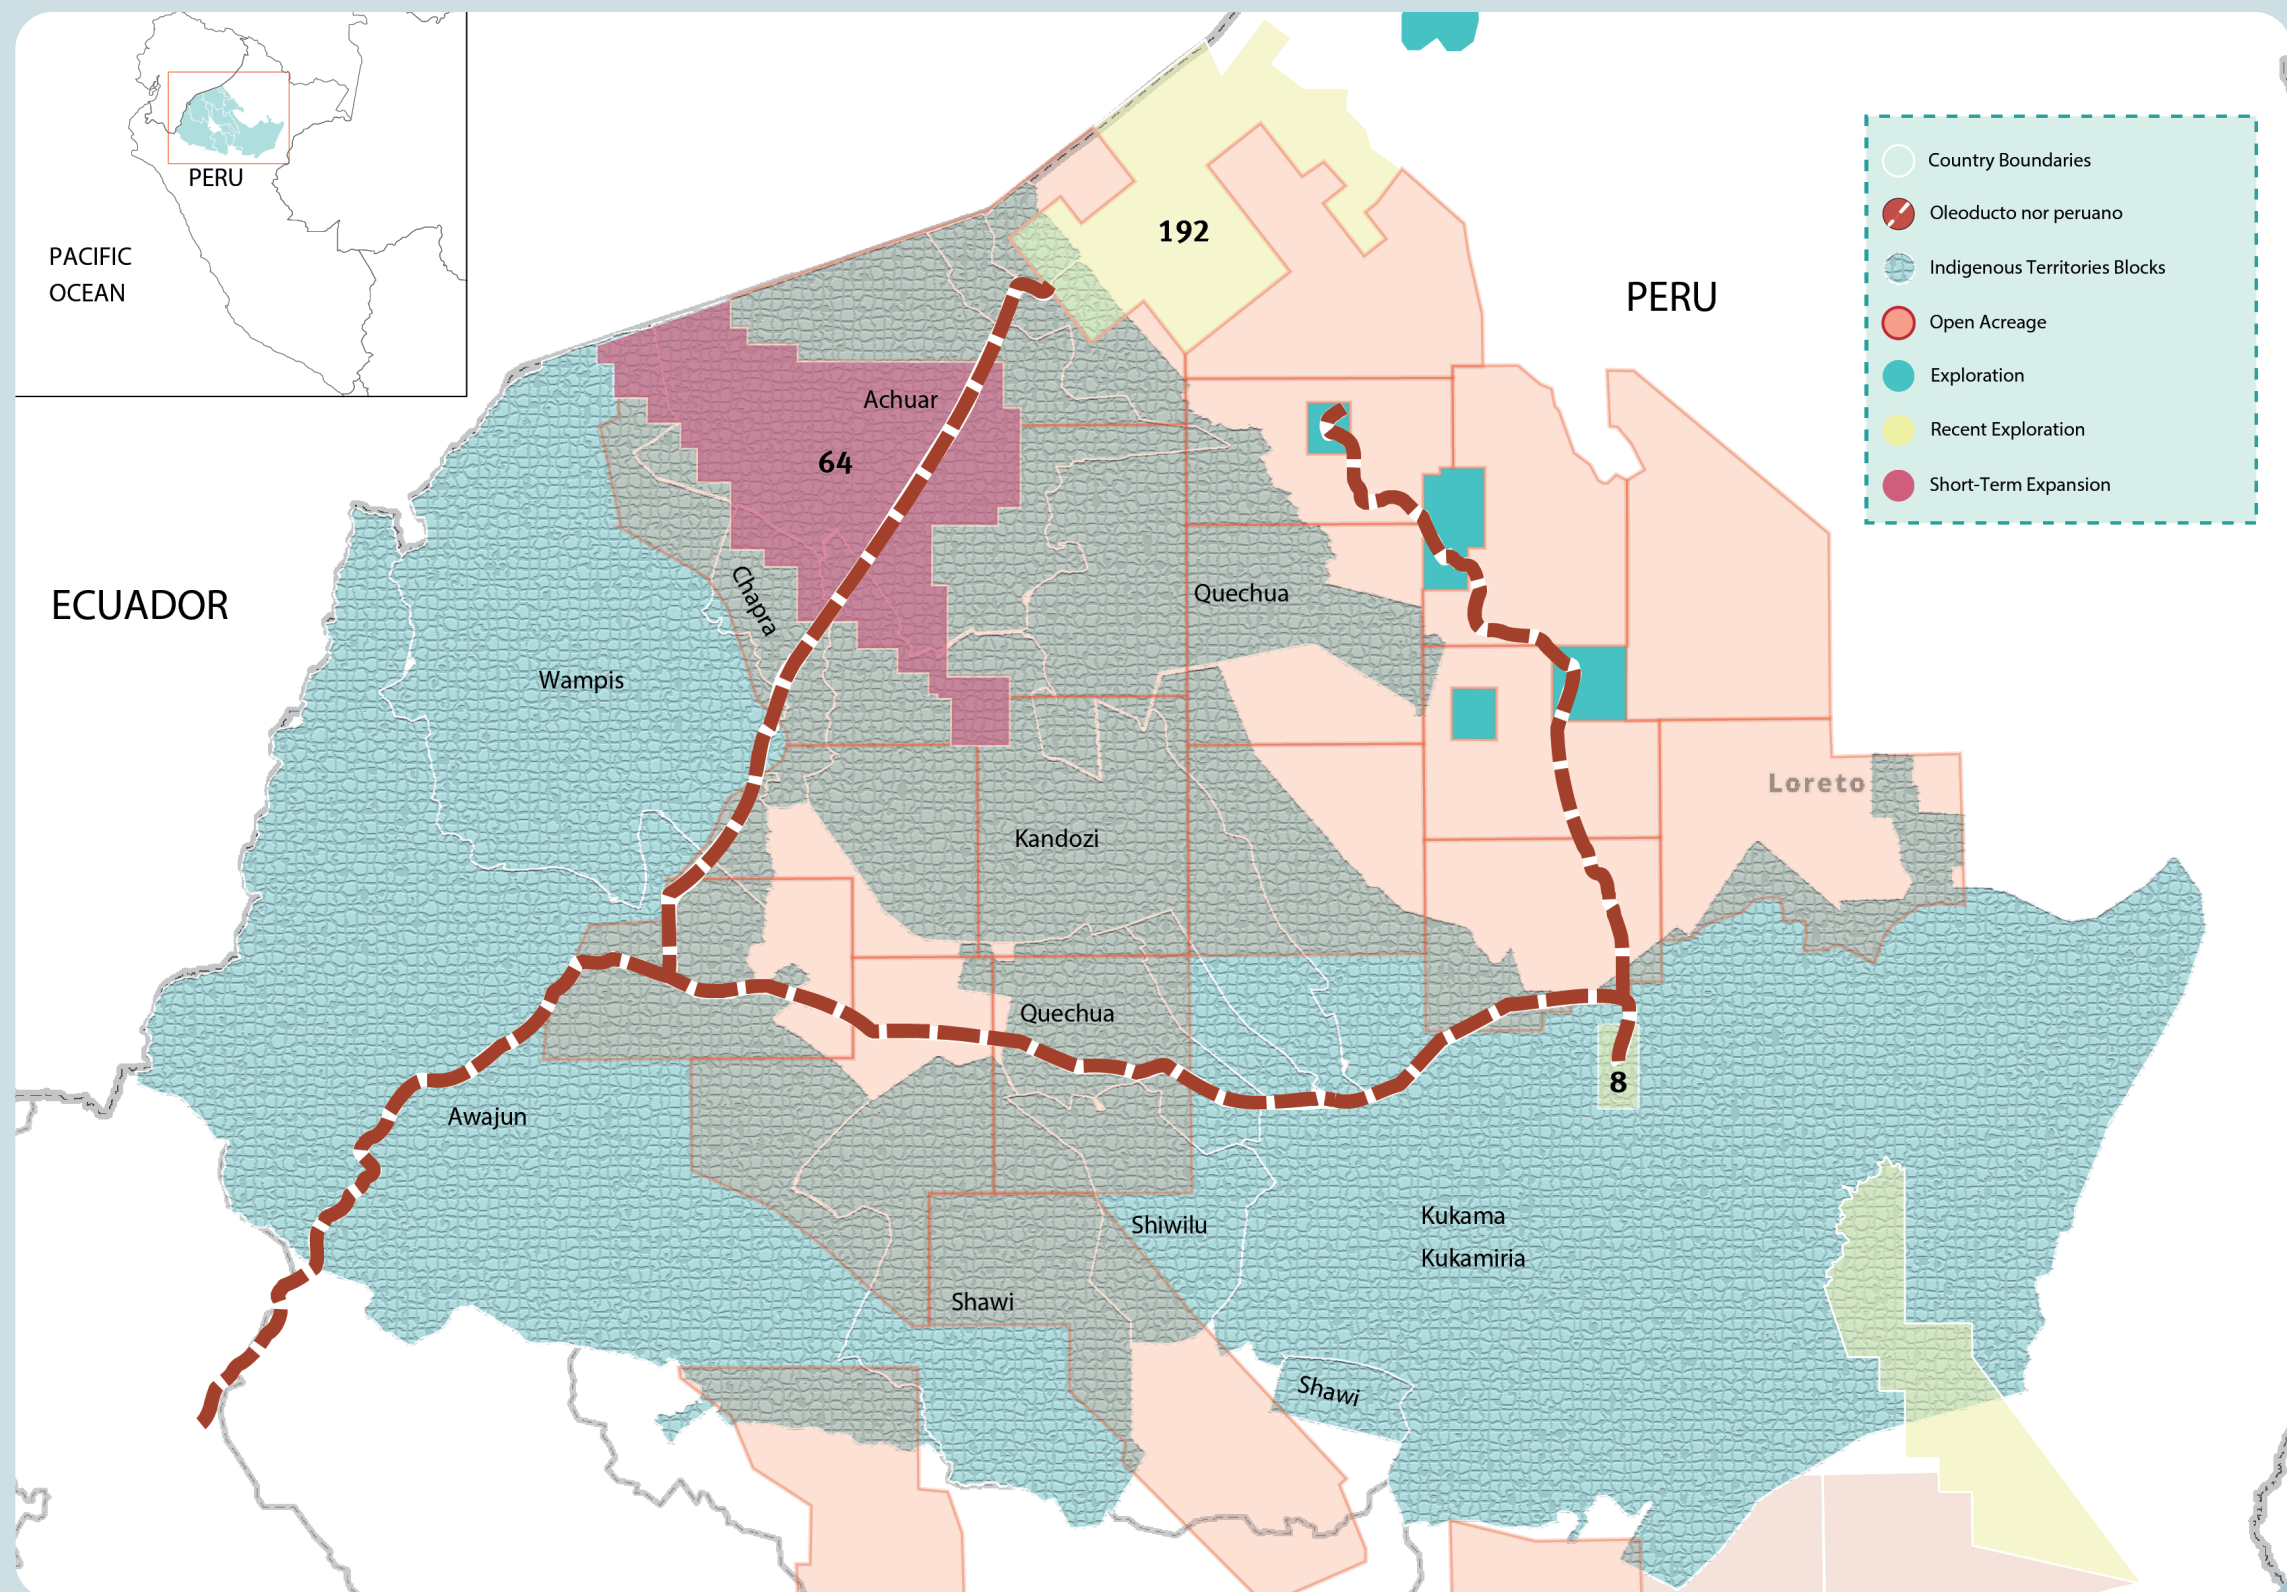 PERU
PACIFIC
OCEAN
192
PERU
Country Boundaries
Oleoducto nor peruano
Indigenous Territories Blocks
Open Acreage
Exploration
Recent Exploration
Short-Term Expansion
Achuar
64
ECUADOR
Chapra
Quechua
Wampis
Loreto
Kandozi
Quechua
8
Awajun
Shiwilu
Kukama
Kukamiria
Shawi
Shawi